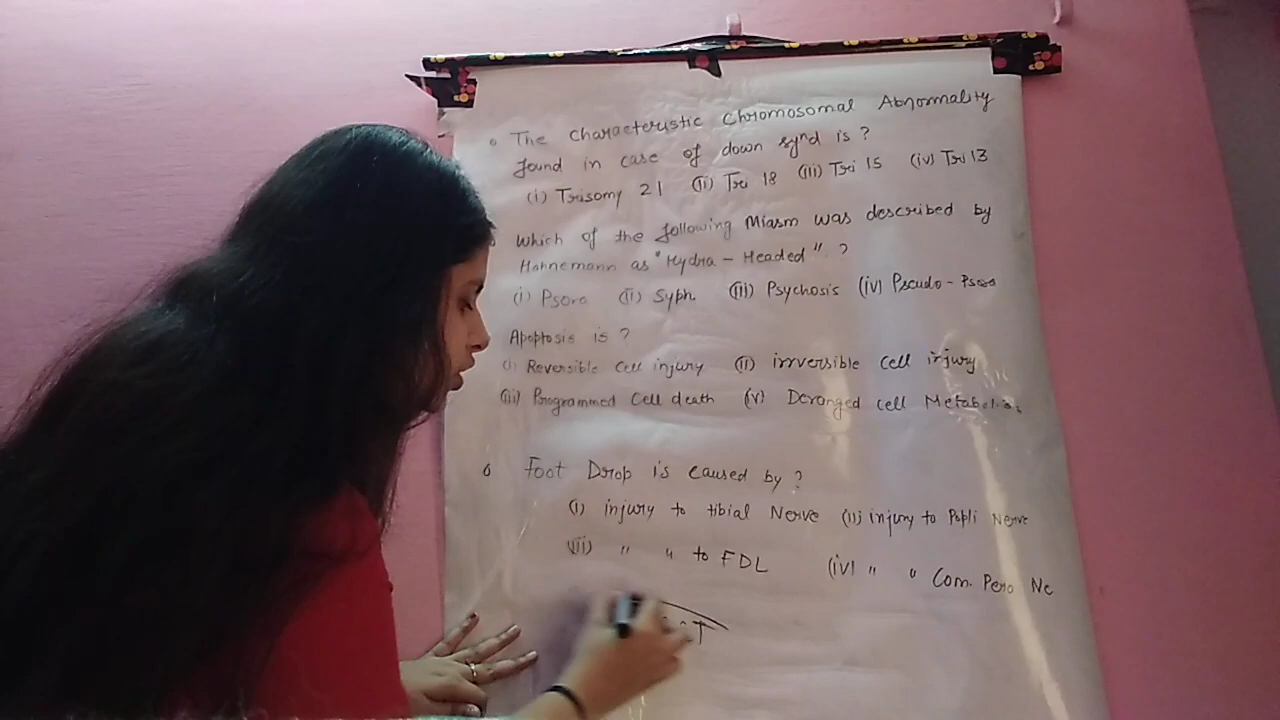 The characteristic chromosomal Abnormality
found in case of down synd is ?
(i) Trisomy 21 (ii) Tri 18 (iii) Tri 15 (iv) Tri 13
which of the following Miasm was described by
Hahnemann as "Hydra - Headed" ?
(i) Psora (ii) Syph. (iii) Psychosis (iv) Pseudo - Psora
Apoptosis is ?
(i) Reversible cell injury (ii) irrversible cell injury
(iii) Programmed cell death (v) Deranged cell
Foot Drop is caused by ?
(i) injury to tibial Nerve (ii) injury to Popli Nerve
(iii) " " to FDL (iv) " " Com. Pero Ne